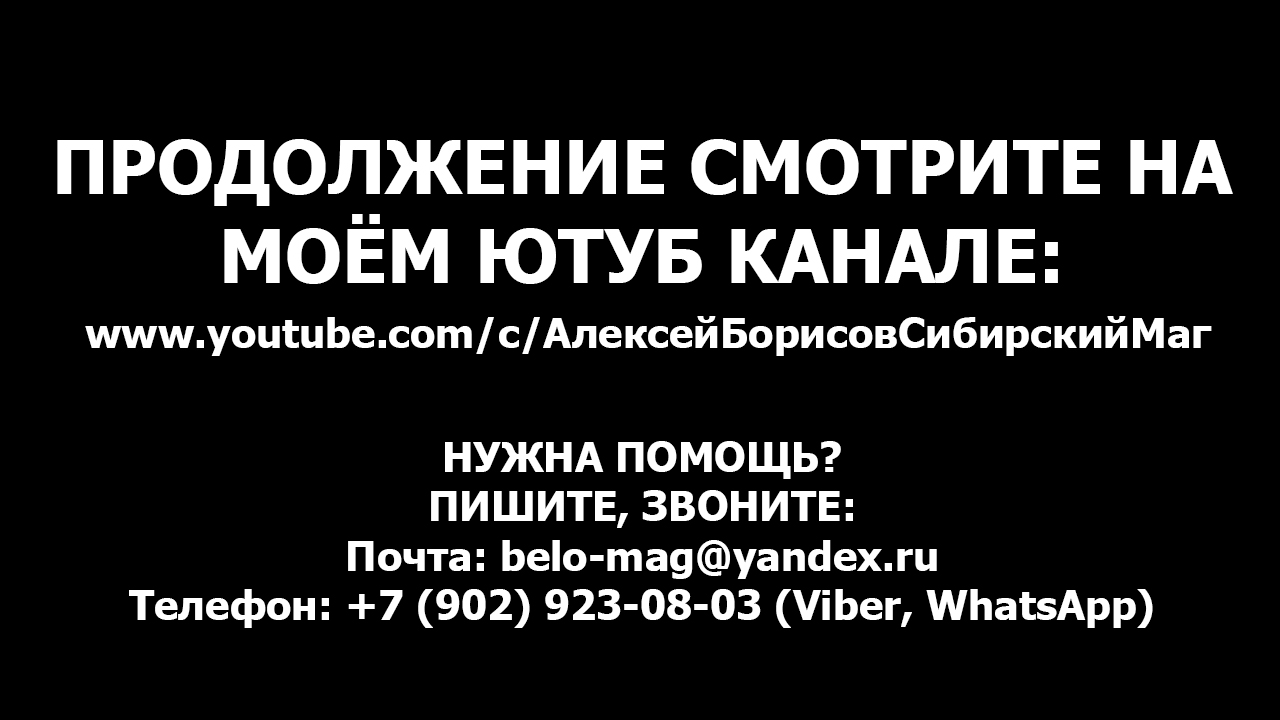 ПРОДОЛЖЕНИЕ СМОТРИТЕ НА
МОЁМ ЮТУБ КАНАЛЕ:
www.youtube.com/c/АлексейБорисовСибирскийМаг
НУЖНА ПОМОЩЬ?
ПИШИТЕ, ЗВОНИТЕ:
Почта: belo-mag@yandex.ru
Телефон: +7 (902) 923-08-03 (Viber, WhatsApp)